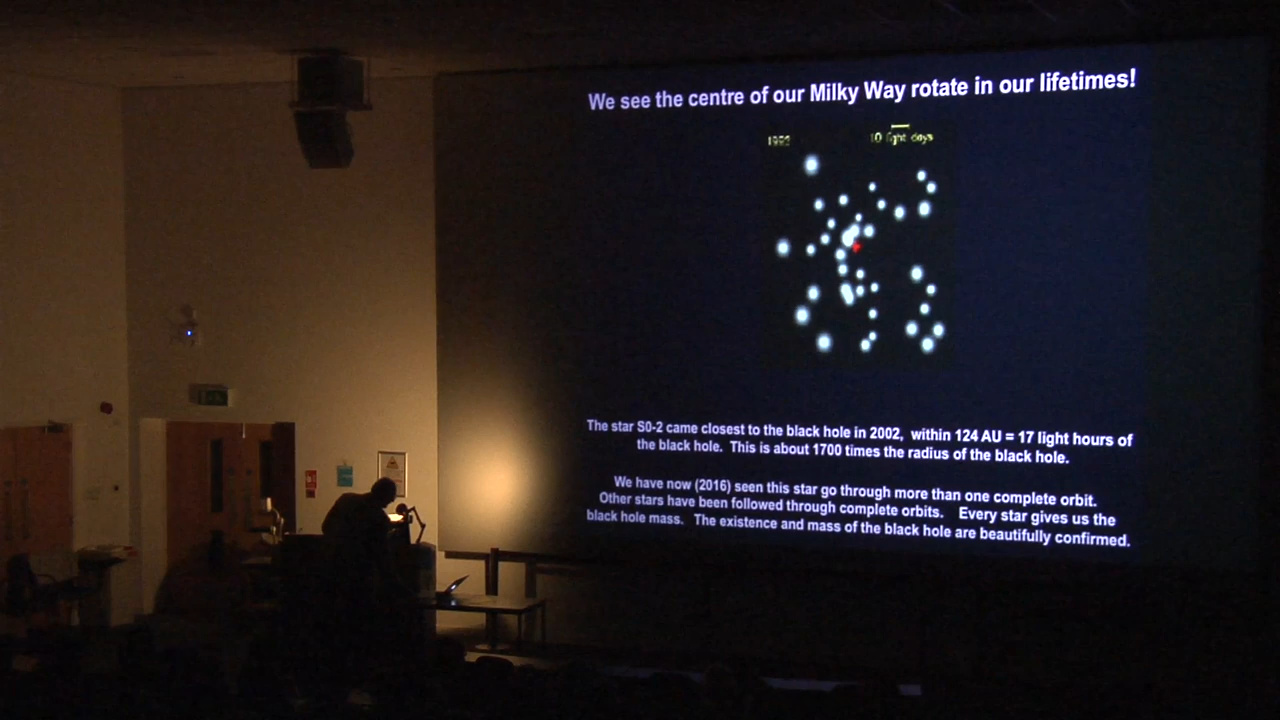 We see the centre of our Milky Way rotate in our lifetimes!
1992 10 light days
The star S0-2 came closest to the black hole in 2002, within 124 AU = 17 light hours of
the black hole. This is about 1700 times the radius of the black hole.
We have now (2016) seen this star go through more than one complete orbit.
Other stars have been followed through complete orbits. Every star gives us the
black hole mass. The existence and mass of the black hole are beautifully confirmed.